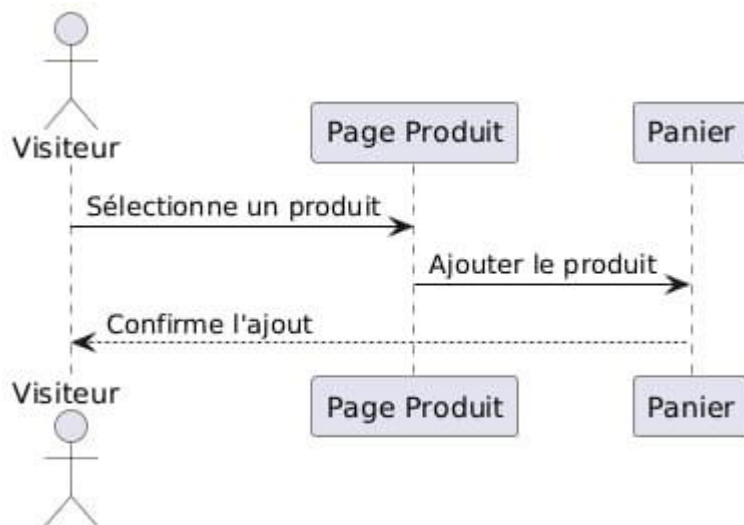 Visiteur
Page Produit
Panier
Sélectionne un produit
Ajouter le produit
Confirme l'ajout
Visiteur
Page Produit
Panier